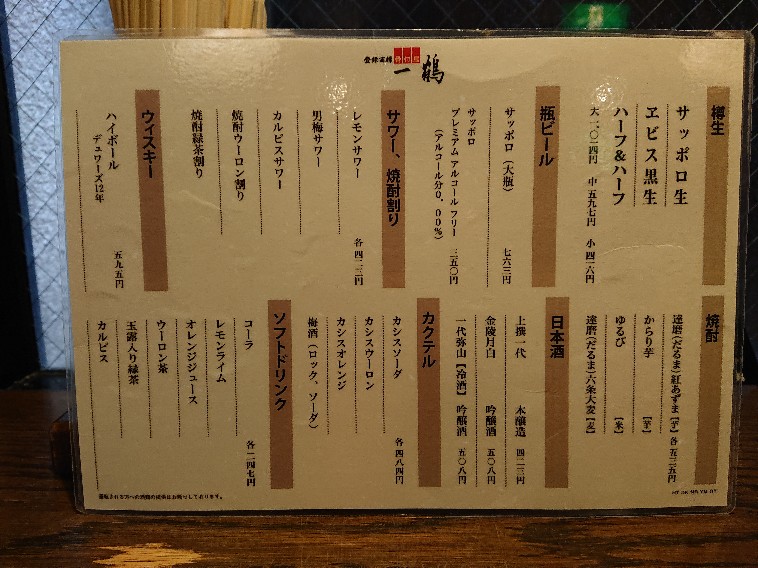 一鶴
樽生
サッポロ生
ヱビス黒生
ハーフ&ハーフ
大 一、〇一四円 中 五九七円 小 四一六円
瓶ビール
サッポロ（大瓶） 七六三円
サッポロ
プレミアム アルコール フリー 三五〇円
（アルコール分０．００％）
サワー、焼酎割り
レモンサワー 各 四二三円
男梅サワー
カルピスサワー
焼酎ウーロン割り
焼酎緑茶割り
ウィスキー
ハイボール
デュワーズ12年 五九五円
焼酎
達磨（だるま）紅あずま【芋】 各 五三五円
からり芋【芋】
ゆるび【米】
達磨（だるま）六条大麦【麦】
日本酒
上撰一代 本醸造 四二三円
金陵月白 吟醸酒 五〇八円
一代弥山【冷酒】 吟醸酒 五〇八円
カクテル
カシスソーダ 各 四八四円
カシスウーロン
カシスオレンジ
梅酒（ロック、ソーダ）
ソフトドリンク
コーラ 各 二四七円
レモンライム
オレンジジュース
ウーロン茶
玉露入り緑茶
カルピス